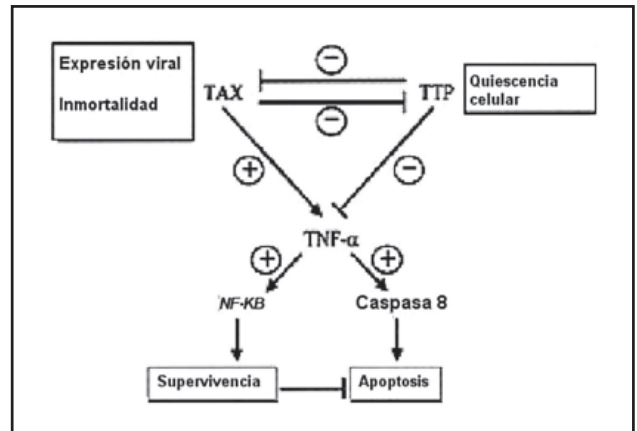 Expresión viral
Inmortalidad
TAX
−
−
TTP
Quiescencia
celular
+
−
TNF-α
+
+
NF-KB
Caspasa 8
Supervivencia
Apoptosis